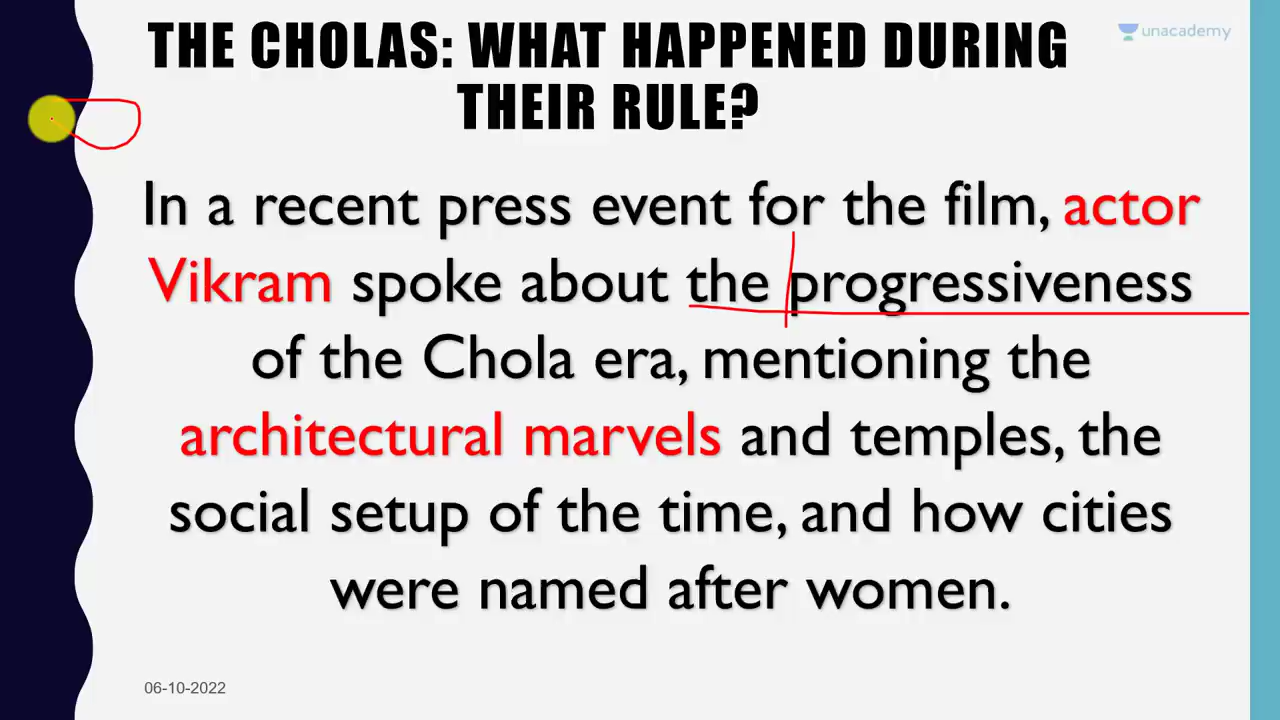 THE CHOLAS: WHAT HAPPENED DURING
THEIR RULE?
unacademy
In a recent press event for the film, actor
Vikram spoke about the progressiveness
of the Chola era, mentioning the
architectural marvels and temples, the
social setup of the time, and how cities
were named after women.
06-10-2022